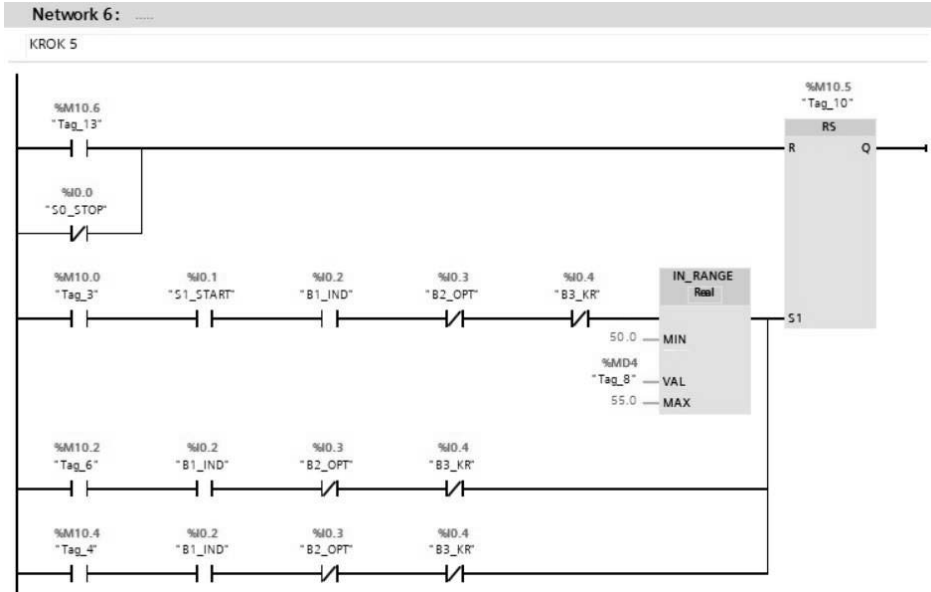 Network 6: .....
KROK 5
%M10.5
"Tag_10"
%M10.6
"Tag_13"
RS
R Q
%I0.0
"S0_STOP"
%M10.0 %I0.1 %I0.2 %I0.3 %I0.4 IN_RANGE
"Tag_3" "S1_START" "B1_IND" "B2_OPT" "B3_KR" Real
S1
50.0 MIN
%MD4
"Tag_8" VAL
55.0 MAX
%M10.2 %I0.2 %I0.3 %I0.4
"Tag_6" "B1_IND" "B2_OPT" "B3_KR"
%M10.4 %I0.2 %I0.3 %I0.4
"Tag_4" "B1_IND" "B2_OPT" "B3_KR"